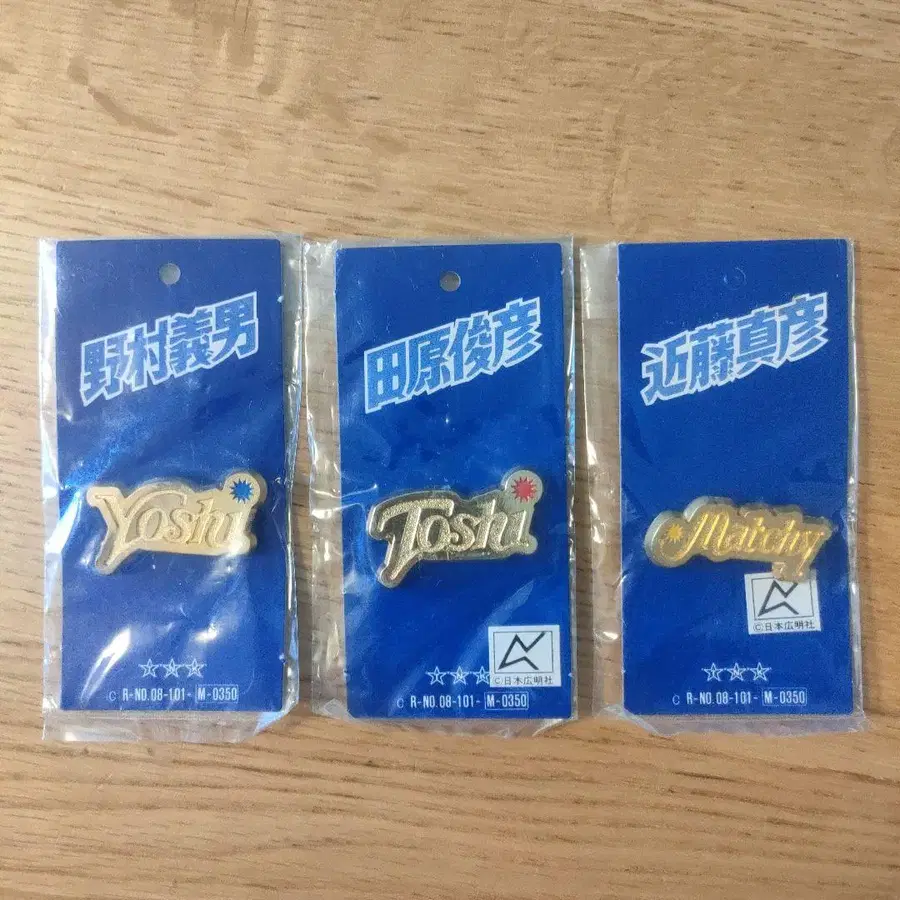 野村義男
Yoshi
C R-NO.08-101- M-0350
田原俊彦
Toshi
C.日本広明社
C R-NO.08-101- M-0350
近藤真彦
Matchy
C.日本広明社
C R-NO.08-101- M-0350